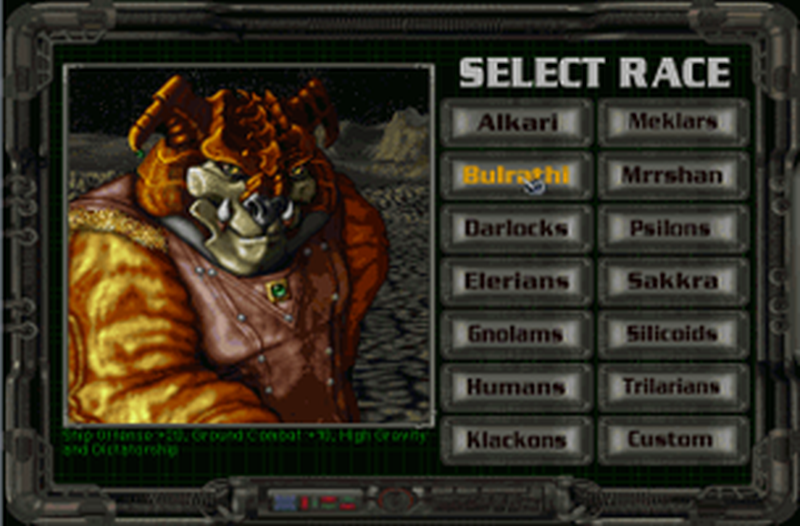 SELECT RACE
Alkari
Meklars
Bulrathi
Mrrshan
Darlocks
Psilons
Elerians
Sakkra
Gnolams
Silicoids
Humans
Trilarians
Klackons
Custom
Ship Offense +20, Ground Combat +10, High Gravity
and Dictatorship